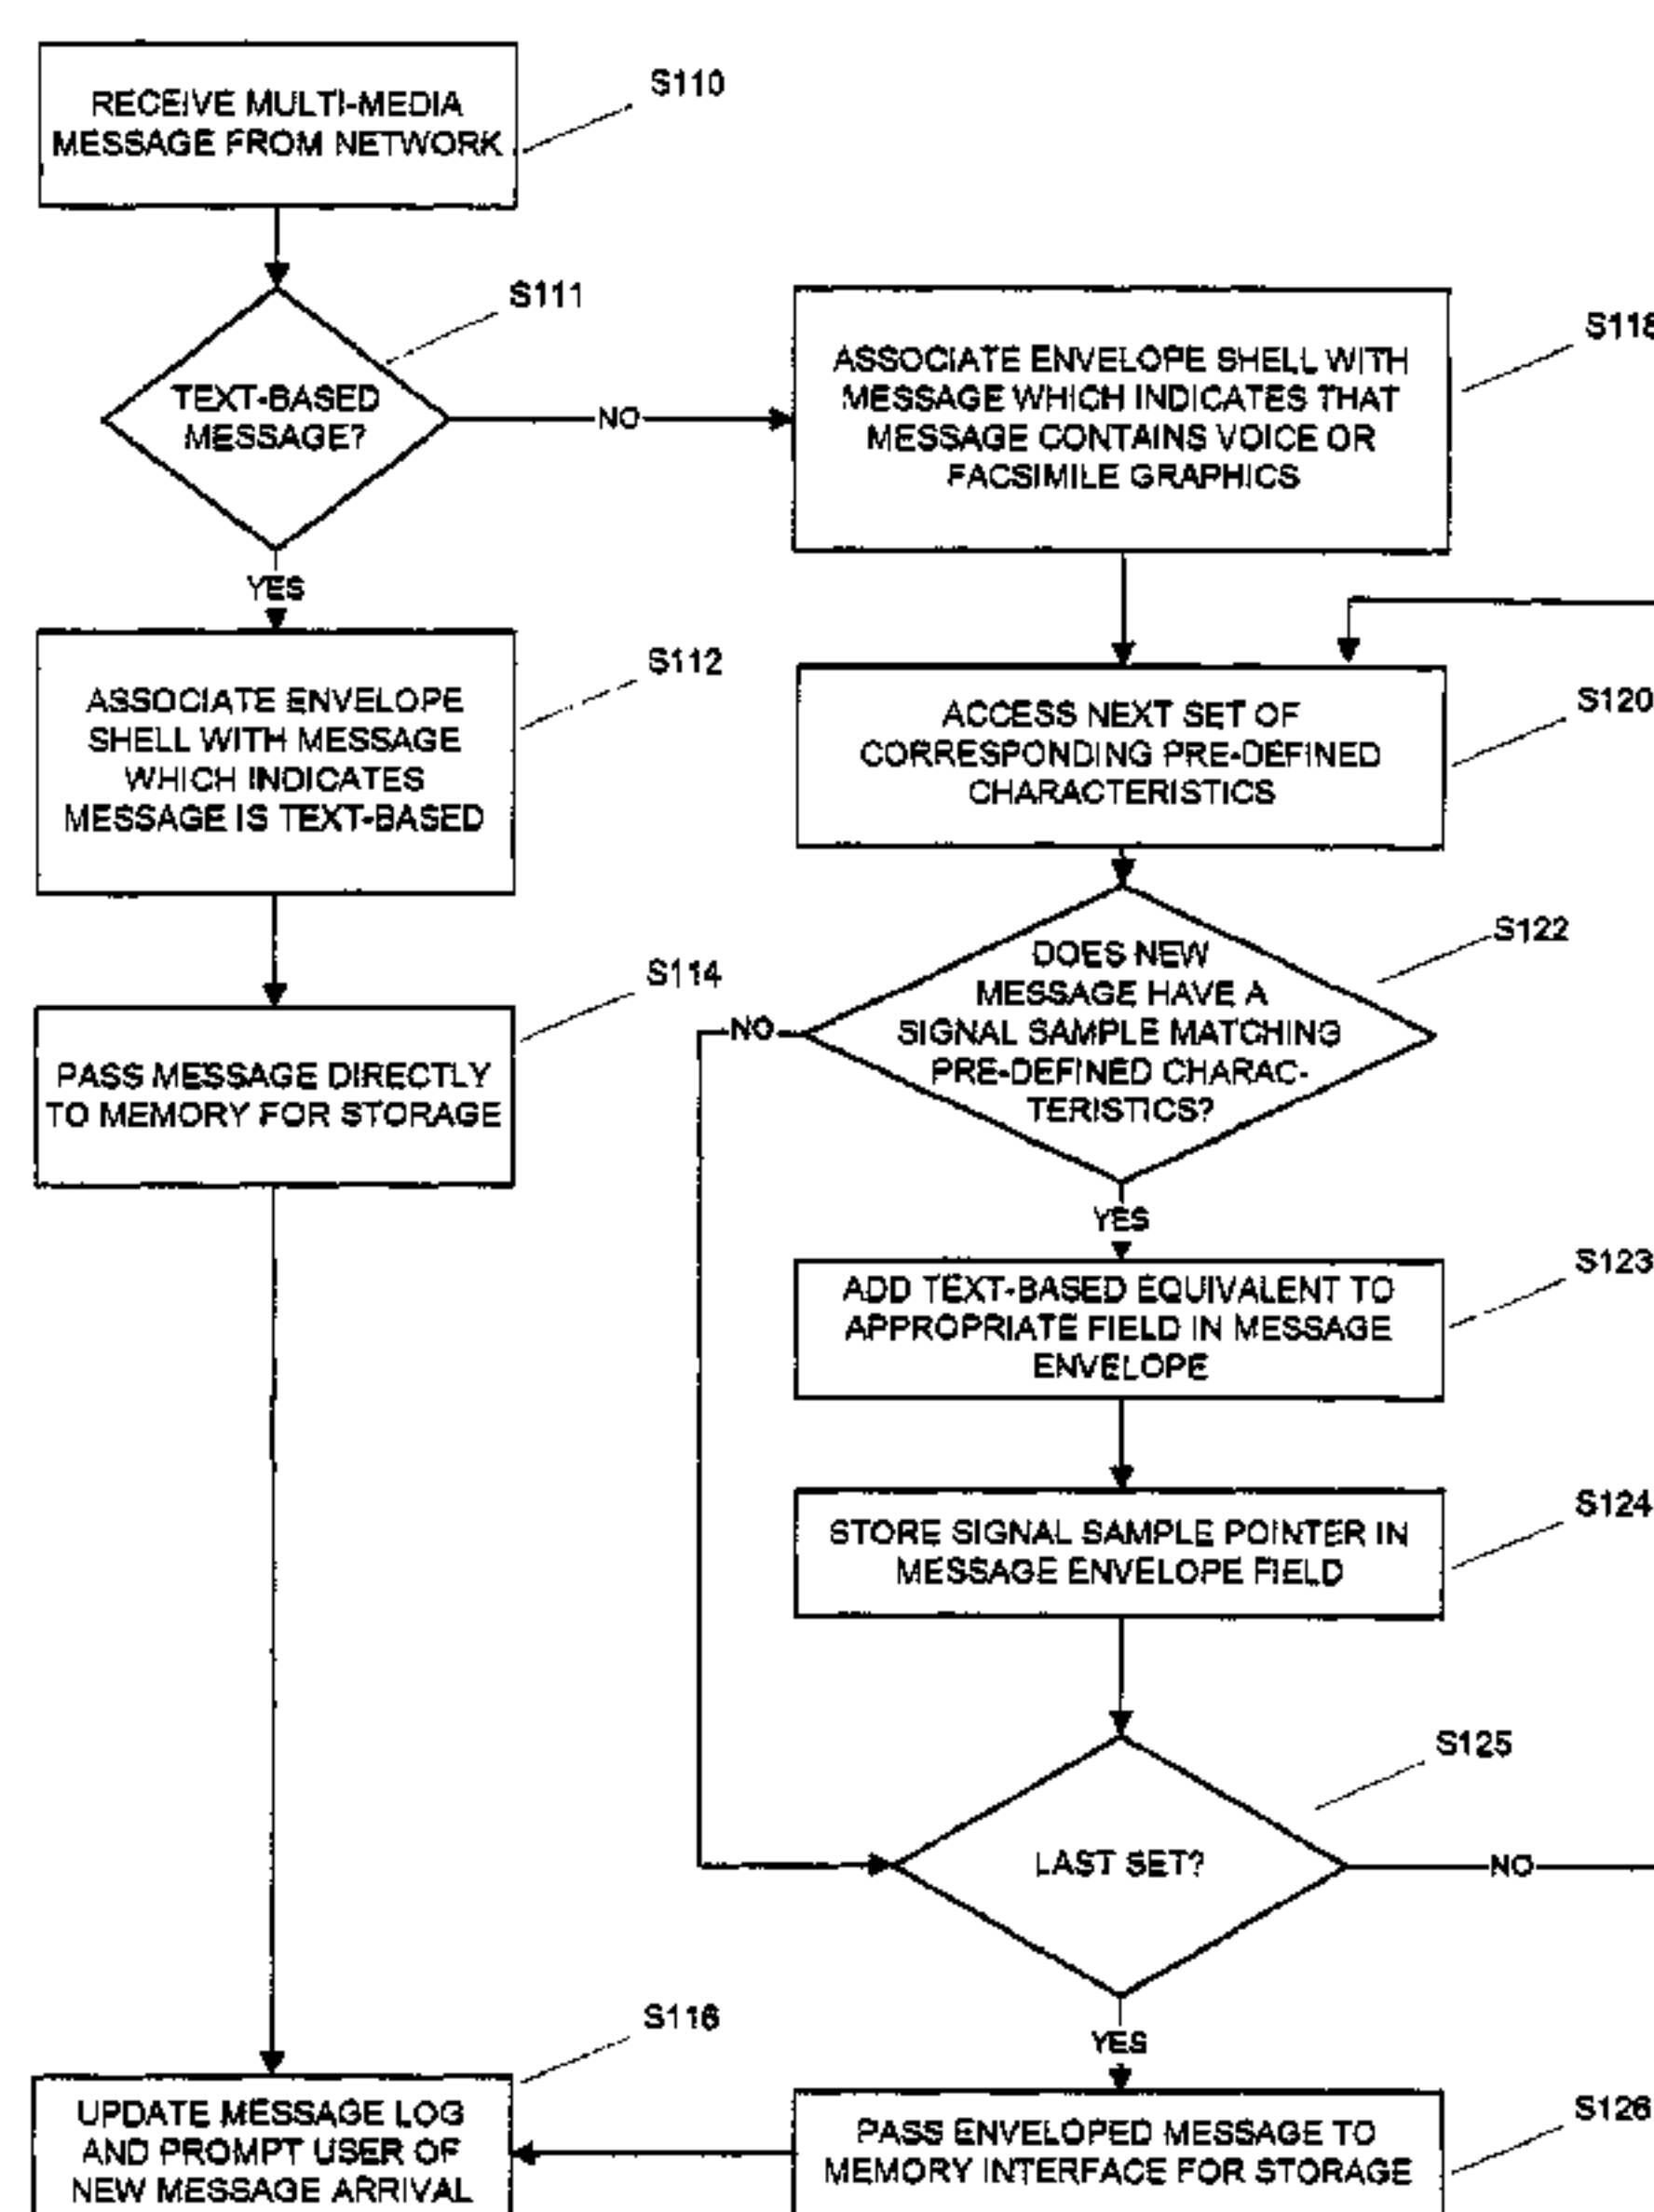 RECEIVE MULTI-MEDIA
MESSAGE FROM NETWORK
S110
TEXT-BASED
MESSAGE?
S111
NO
YES
ASSOCIATE ENVELOPE SHELL WITH
MESSAGE WHICH INDICATES THAT
MESSAGE CONTAINS VOICE OR
FACSIMILE GRAPHICS
S118
ASSOCIATE ENVELOPE
SHELL WITH MESSAGE
WHICH INDICATES
MESSAGE IS TEXT-BASED
S112
ACCESS NEXT SET OF
CORRESPONDING PRE-DEFINED
CHARACTERISTICS
S120
PASS MESSAGE DIRECTLY
TO MEMORY FOR STORAGE
S114
DOES NEW
MESSAGE HAVE A
SIGNAL SAMPLE MATCHING
PRE-DEFINED CHARAC-
TERISTICS?
S122
NO
YES
ADD TEXT-BASED EQUIVALENT TO
APPROPRIATE FIELD IN MESSAGE
ENVELOPE
S123
STORE SIGNAL SAMPLE POINTER IN
MESSAGE ENVELOPE FIELD
S124
LAST SET?
S125
NO
YES
UPDATE MESSAGE LOG
AND PROMPT USER OF
NEW MESSAGE ARRIVAL
S116
PASS ENVELOPED MESSAGE TO
MEMORY INTERFACE FOR STORAGE
S126